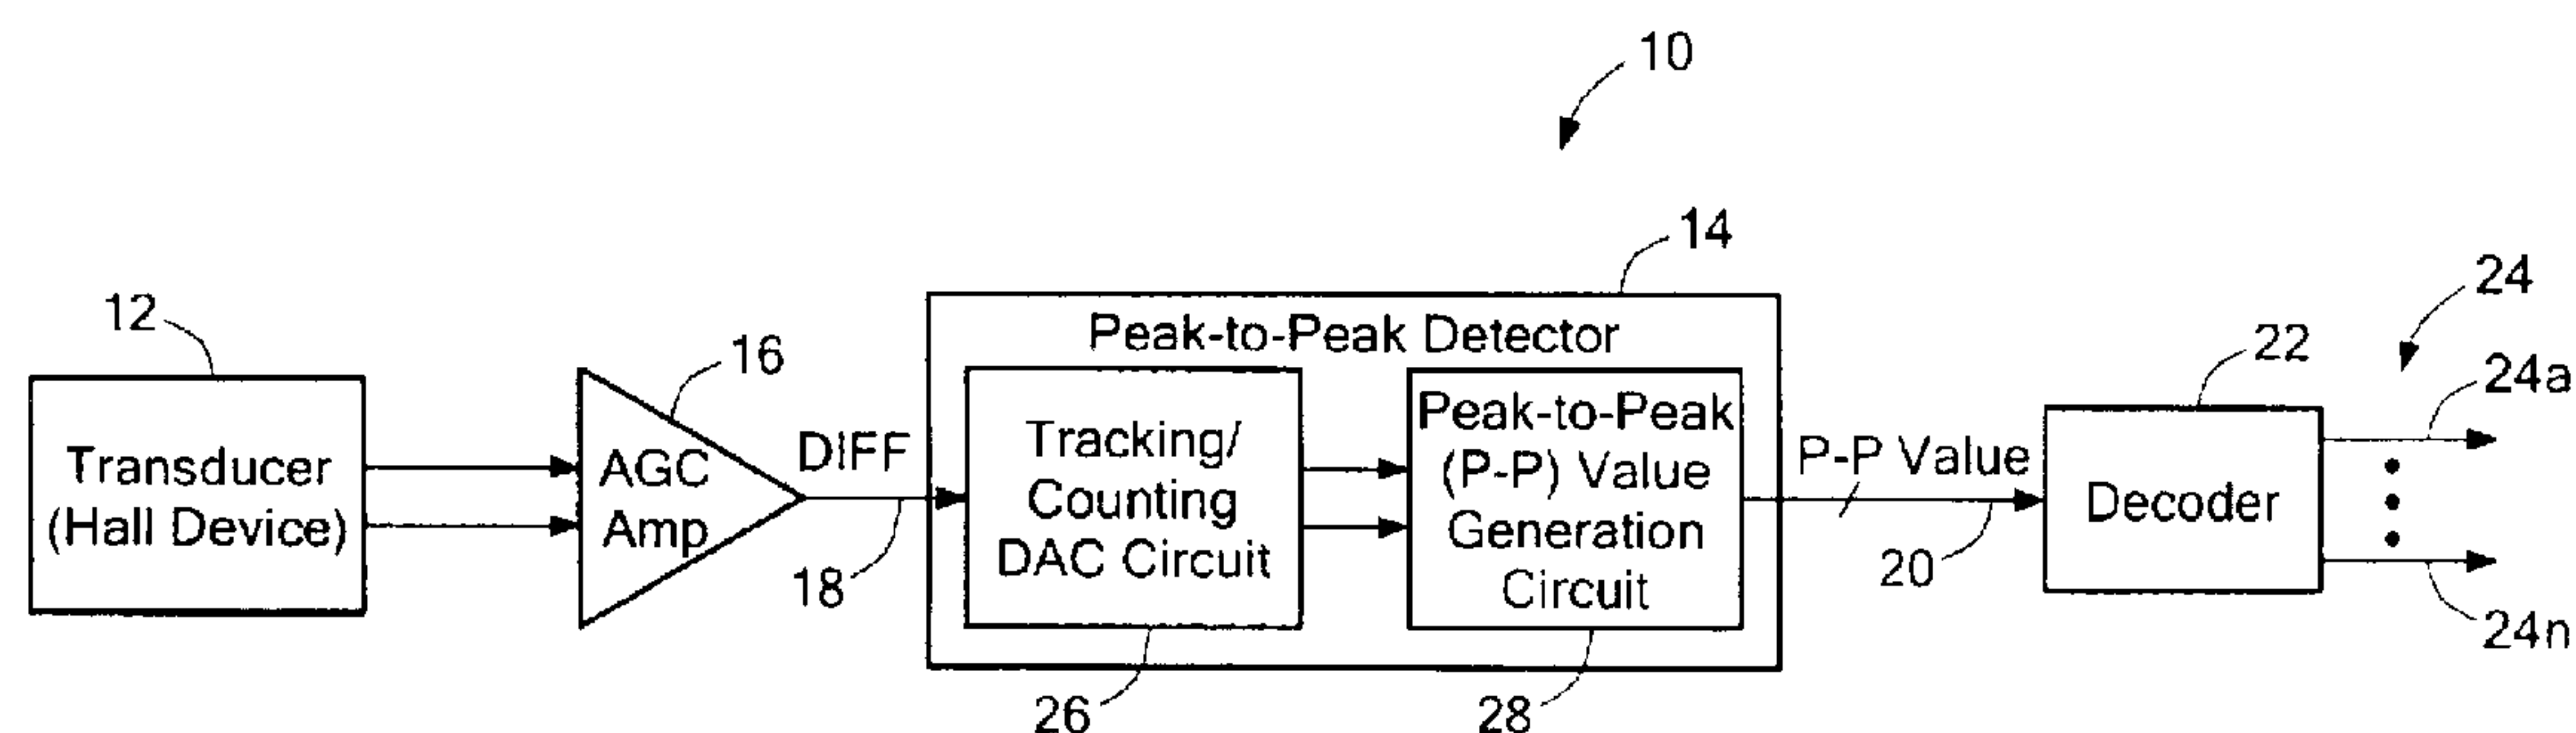 10
14
24
12
Peak-to-Peak Detector
22
16
24a
Transducer
(Hall Device)
AGC
Amp
DIFF
18
Tracking/
Counting
DAC Circuit
Peak-to-Peak
(P-P) Value
Generation
Circuit
P-P Value
20
Decoder
24n
26
28